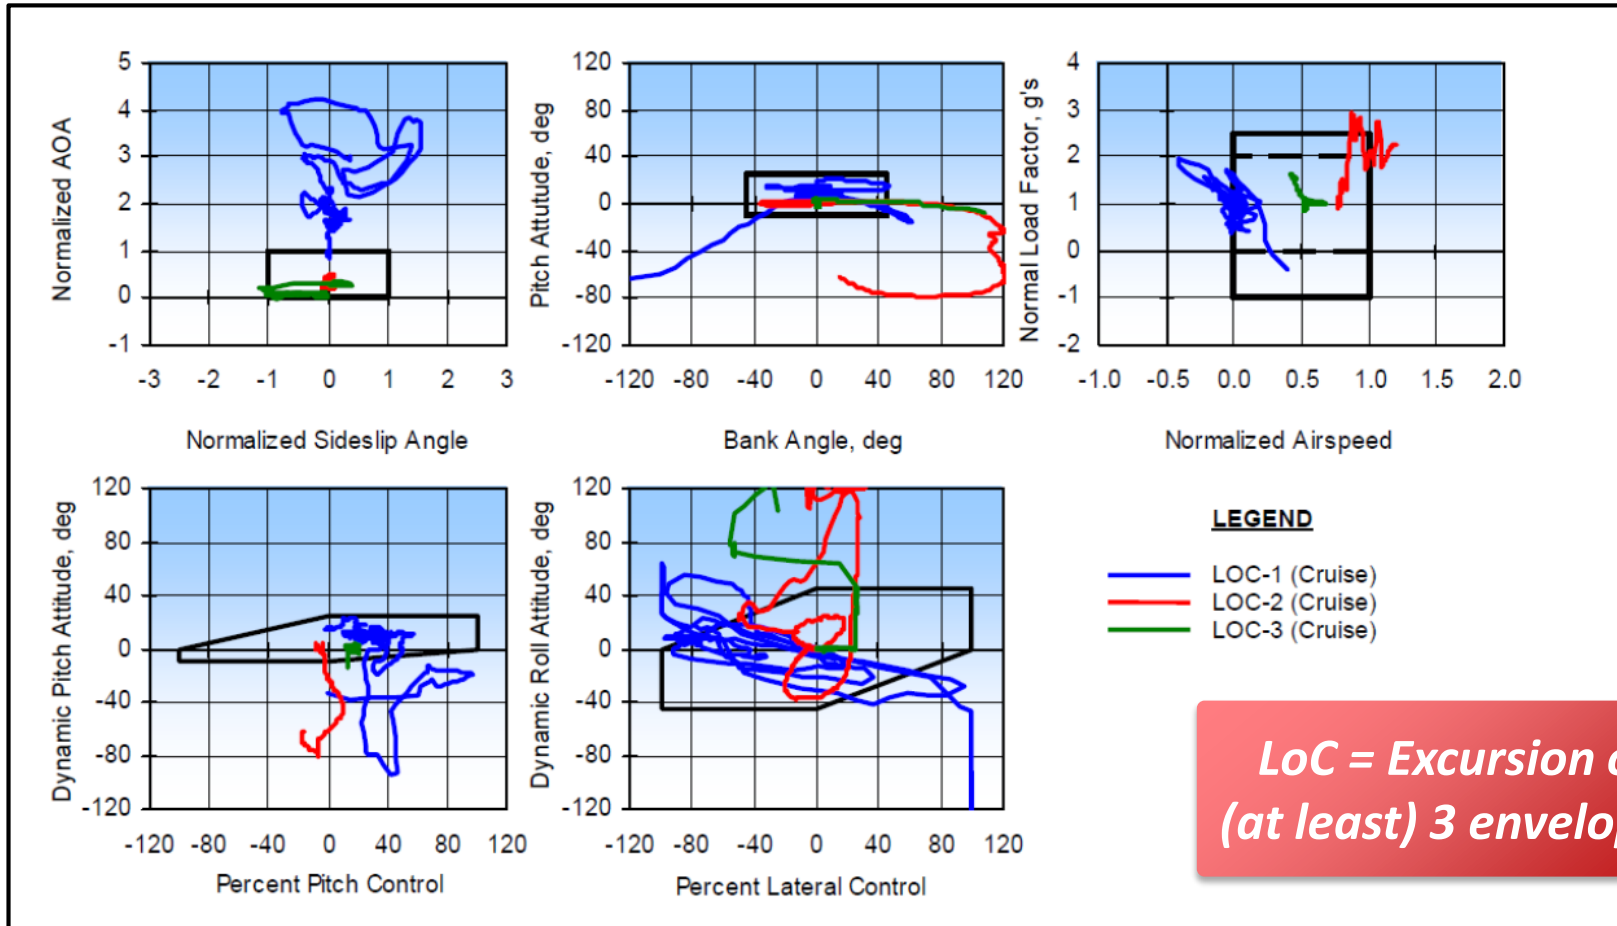 5
4
3
2
1
0
-1
-3 -2 -1 0 1 2 3
Normalized AOA
Normalized Sideslip Angle
120
80
40
0
-40
-80
-120
-120 -80 -40 0 40 80 120
Pitch Attutude, deg
Bank Angle, deg
4
3
2
1
0
-1
-2
-1.0 -0.5 0.0 0.5 1.0 1.5 2.0
Normal Load Factor, g's
Normalized Airspeed
120
80
40
0
-40
-80
-120
-120 -80 -40 0 40 80 120
Dynamic Pitch Attitude, deg
Percent Pitch Control
120
80
40
0
-40
-80
-120
-120 -80 -40 0 40 80 120
Dynamic Roll Attitude, deg
Percent Lateral Control
LEGEND
LOC-1 (Cruise)
LOC-2 (Cruise)
LOC-3 (Cruise)
LoC = Excursion
(at least) 3